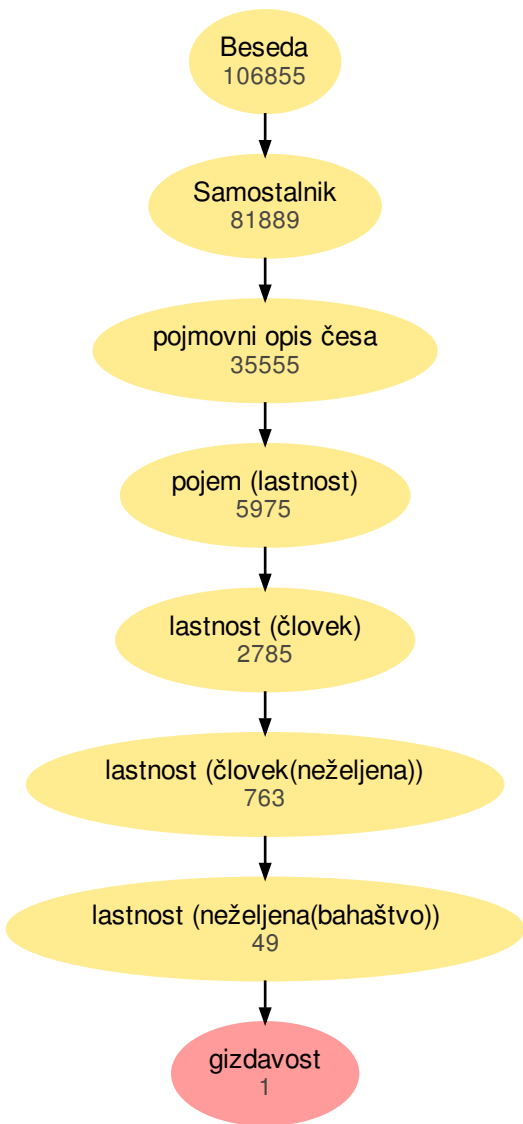 Beseda
106855
Samostalnik
81889
pojmovni opis česa
35555
pojem (lastnost)
5975
lastnost (človek)
2785
lastnost (človek(neželjena))
763
lastnost (neželjena(bahaštvo))
49
gizdavost
1